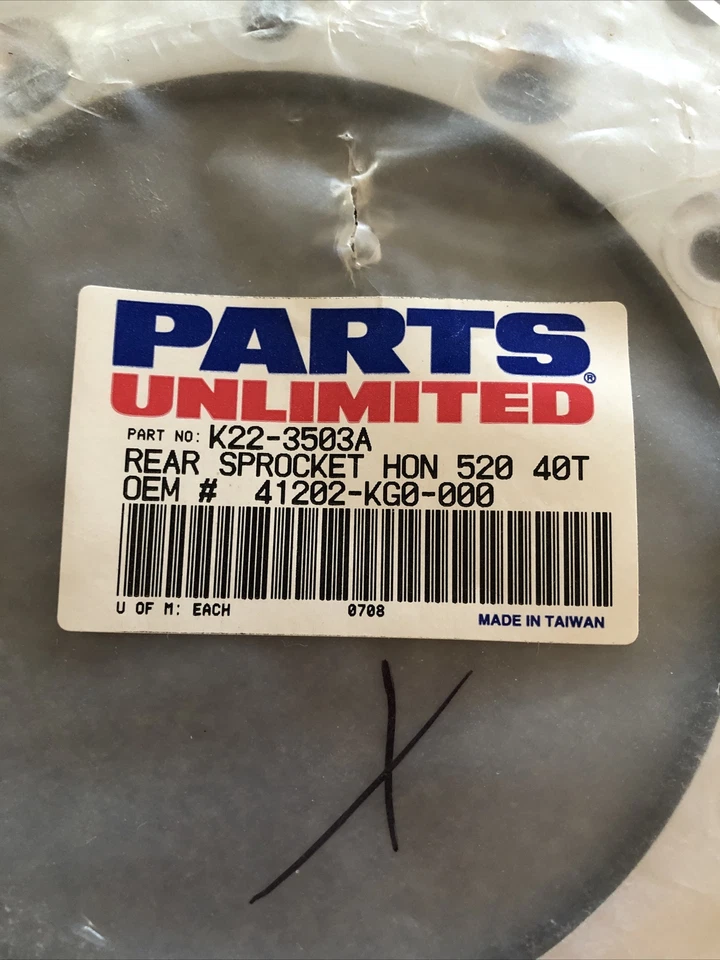 PARTS
UNLIMITED®
PART NO: K22-3503A
REAR SPROCKET HON 520 40T
OEM # 41202-KG0-000
U OF M: EACH 0708 MADE IN TAIWAN
X